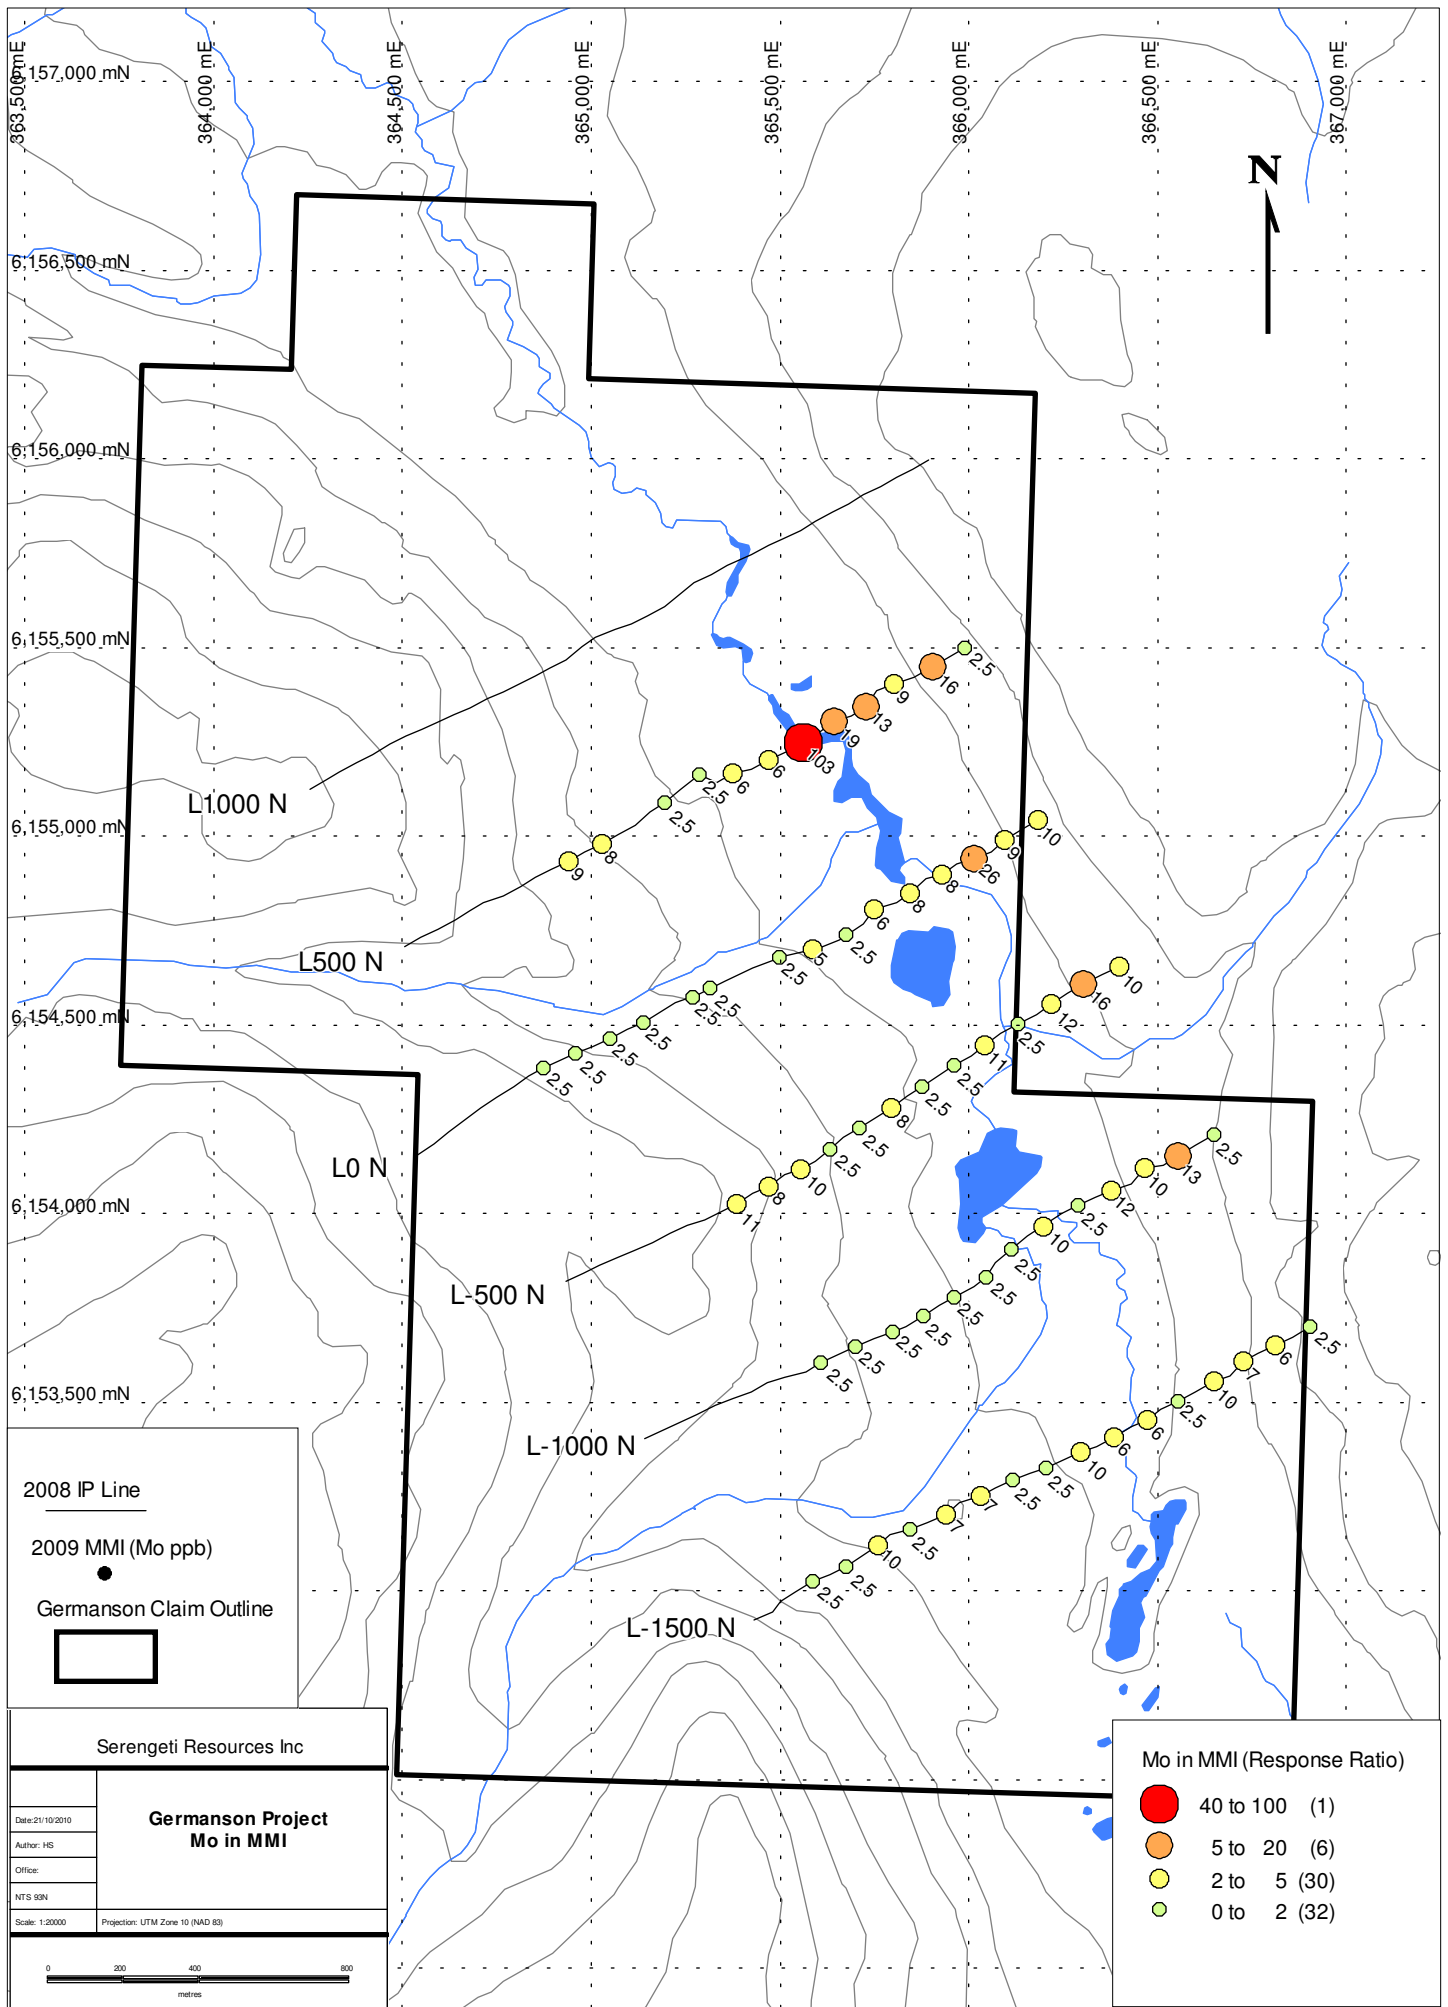 363,500 mE
364,000 mE
364,500 mE
365,000 mE
365,500 mE
366,000 mE
366,500 mE
367,000 mE
6,157,000 mN
N
6,156,500 mN
6,156,000 mN
6,155,500 mN
6,155,000 mN
6,154,500 mN
6,154,000 mN
6,153,500 mN
L1000 N
L500 N
9
8
2.5
2.5
6
6
103
19
13
9
16
2.5
L0 N
2.5
2.5
2.5
2.5
2.5
2.5
2.5
5
2.5
6
8
8
26
9
10
L-500 N
11
8
10
2.5
2.5
8
2.5
2.5
11
2.5
12
16
10
L-1000 N
2.5
2.5
2.5
2.5
2.5
2.5
2.5
10
2.5
12
10
13
2.5
L-1500 N
2.5
2.5
10
2.5
7
7
2.5
2.5
10
6
6
2.5
10
7
6
2.5
2008 IP Line
2009 MMI (Mo ppb)
Germanson Claim Outline
Serengeti Resources Inc
Germanson Project
Mo in MMI
Date:21/10/2010
Author: HS
Office:
NTS 93N
Scale: 1:20000
Projection: UTM Zone 10 (NAD 83)
0 200 400 800
metres
Mo in MMI (Response Ratio)
40 to 100 (1)
5 to 20 (6)
2 to 5 (30)
0 to 2 (32)